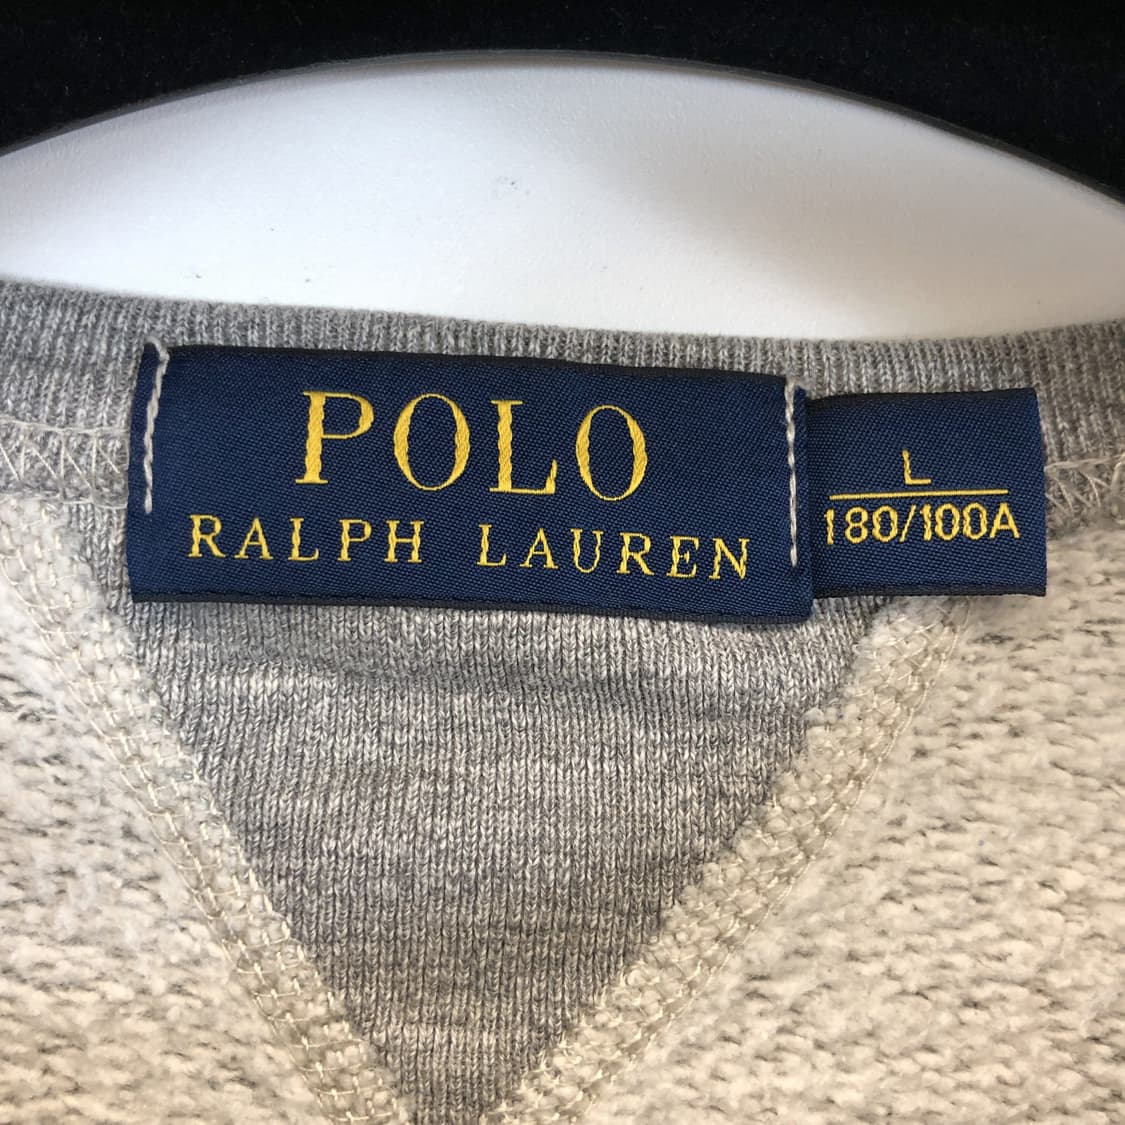 POLO
RALPH LAUREN
L
180/100A